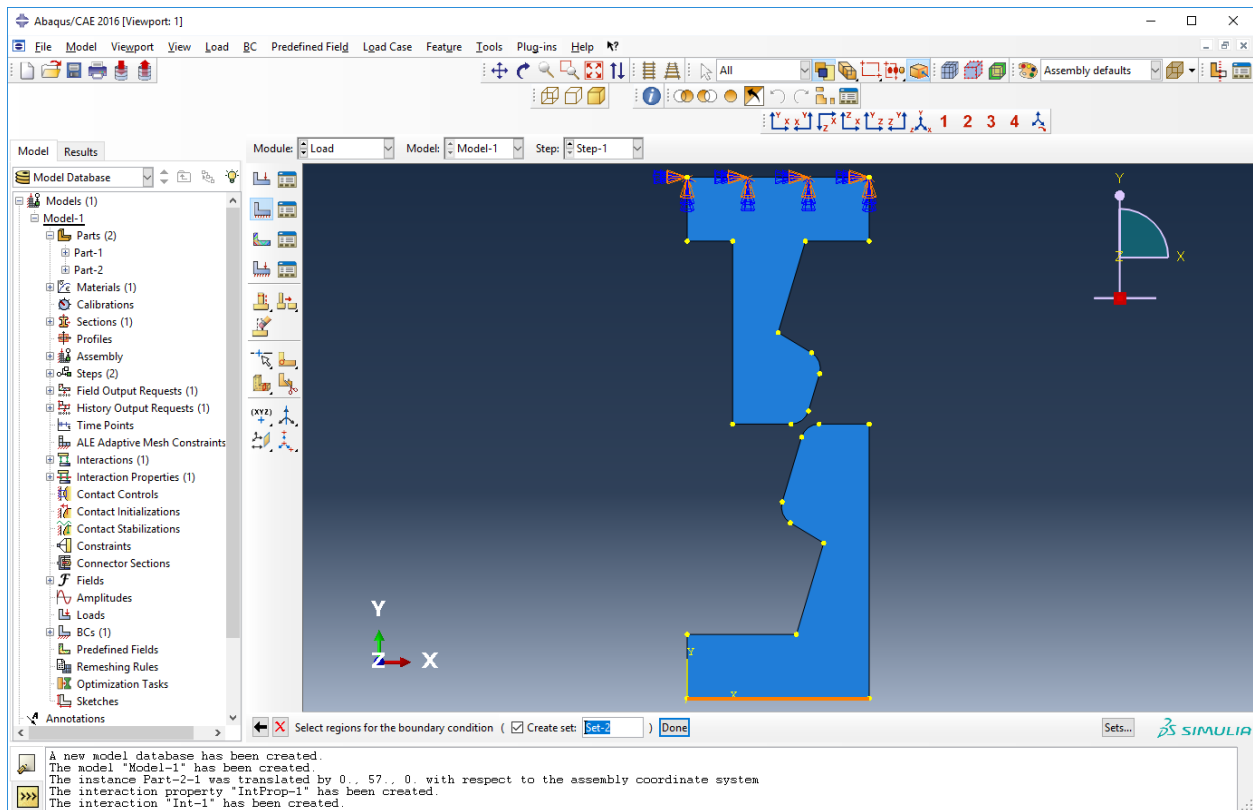 Abaqus/CAE 2016 [Viewport: 1]
File Model Viewport View Load BC Predefined Field Load Case Feature Tools Plug-ins Help
All
Assembly defaults
1 2 3 4
Model Results
Module: Load Model: Model-1 Step: Step-1
Model Database
Models (1)
Model-1
Parts (2)
Part-1
Part-2
Materials (1)
Calibrations
Sections (1)
Profiles
Assembly
Steps (2)
Field Output Requests (1)
History Output Requests (1)
Time Points
ALE Adaptive Mesh Constraints
Interactions (1)
Interaction Properties (1)
Contact Controls
Contact Initializations
Contact Stabilizations
Constraints
Connector Sections
Fields
Amplitudes
Loads
BCs (1)
Predefined Fields
Remeshing Rules
Optimization Tasks
Sketches
Annotations
(XYZ)
Y
Z X
Y
Z X
Y
X
Select regions for the boundary condition ( Create set: Set-2 ) Done
Sets...
SIMULIA
A new model database has been created.
The model "Model-1" has been created.
The instance Part-2-1 was translated by 0., 57., 0. with respect to the assembly coordinate system
The interaction property "IntProp-1" has been created.
The interaction "Int-1" has been created.
>>>